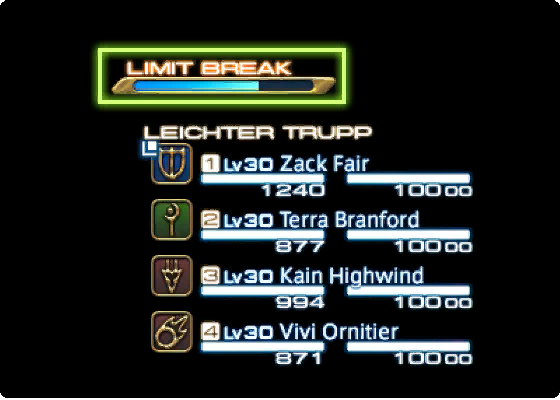 LIMIT BREAK
LEICHTER TRUPP
1 Lv30 Zack Fair
1240 10000
2 Lv30 Terra Branford
877 10000
3 Lv30 Kain Highwind
994 10000
4 Lv30 Vivi Ornitier
871 10000